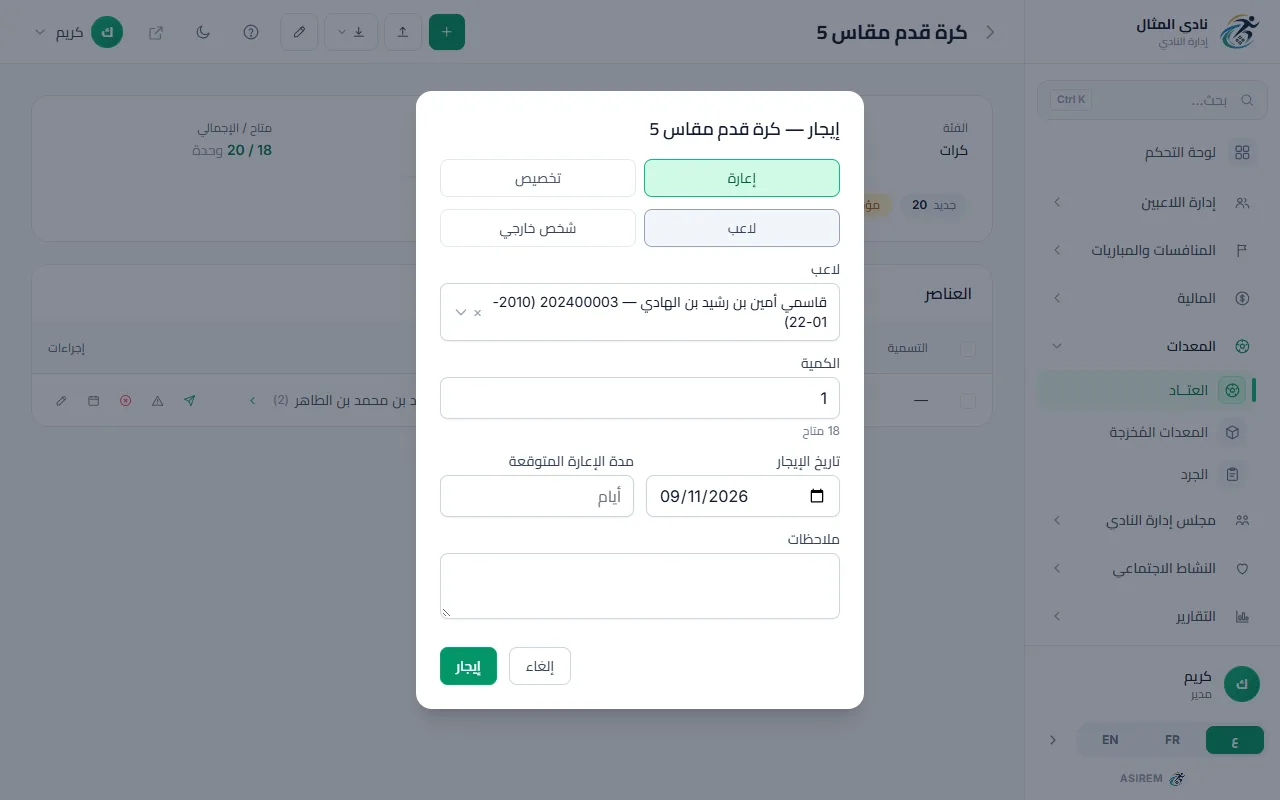 نادي المثال
إدارة النادي
بحث...
Ctrl K
لوحة التحكم
إدارة اللاعبين
المنافسات والمباريات
المالية
المعدات
العتــاد
المعدات المُخرَجة
الجرد
مجلس إدارة النادي
النشاط الاجتماعي
التقارير
كريم
مدير
ك
ع
FR
EN
ASIREM
كرة قدم مقاس 5
ك
كريم
الفئة
كرات
متاح / الإجمالي
18 / 20 وحدة
جديد 20
العناصر
التسمية
إجراءات
—
د بن محمد بن الطاهر (2)
إيجار — كرة قدم مقاس 5
إعارة
تخصيص
لاعب
شخص خارجي
لاعب
قاسمي أمين بن رشيد بن الهادي — 202400003 (2010-
01-22)
الكمية
1
18 متاح
تاريخ الإيجار
مدة الإعارة المتوقعة
09/11/2026
أيام
ملاحظات
إلغاء
إيجار